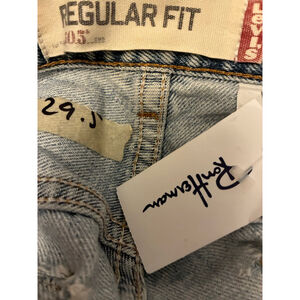 REGULAR FIT
505
Levi's
29.5
Ron Herman